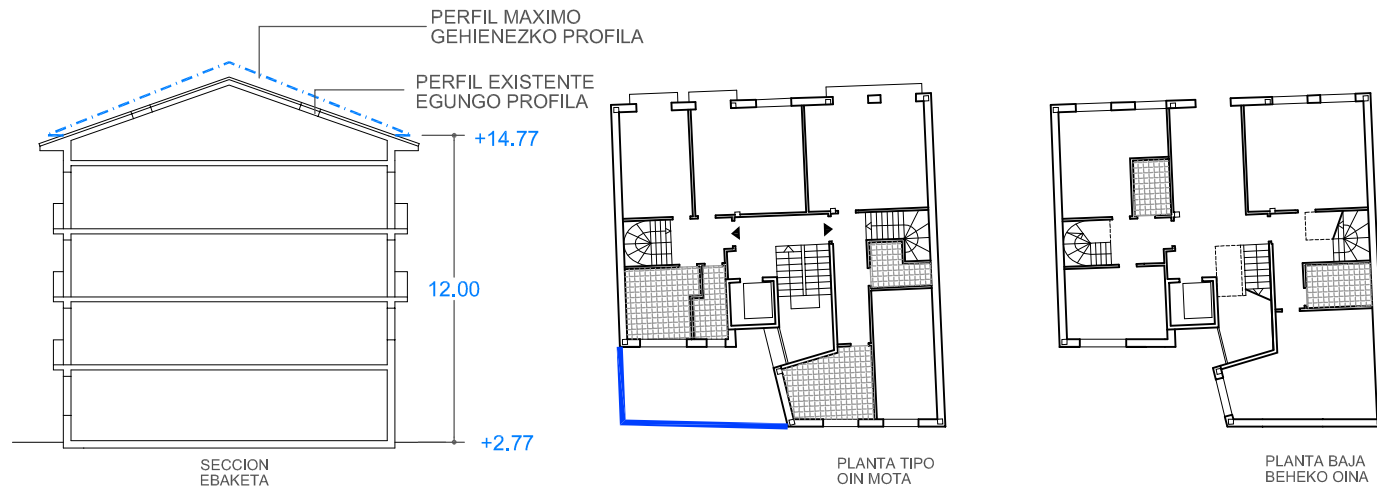 PERFIL MAXIMO
GEHIENEZKO PROFILA
PERFIL EXISTENTE
EGUNGO PROFILA
+14.77
12.00
+2.77
SECCION
EBAKETA
PLANTA TIPO
OIN MOTA
PLANTA BAJA
BEHEKO OINA